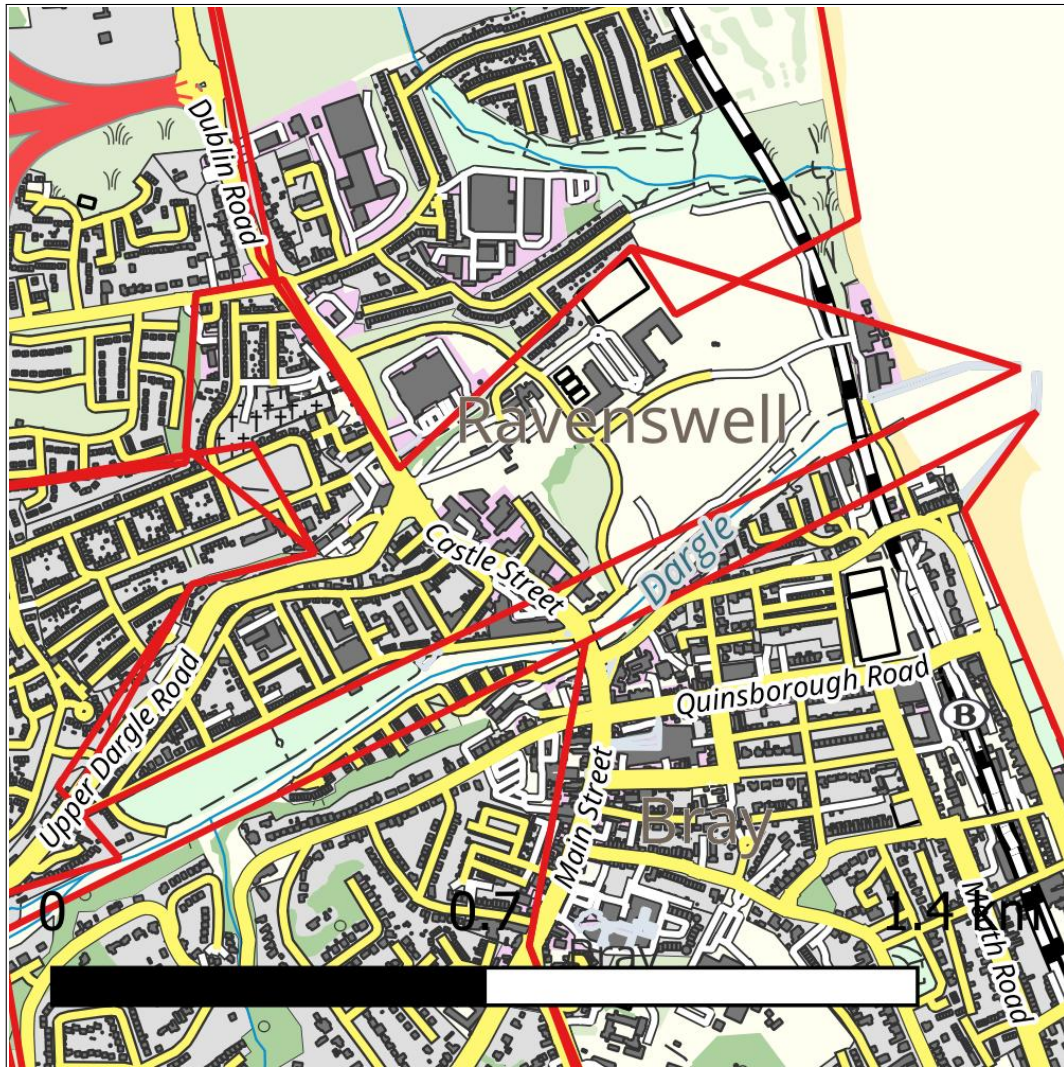 Dublin Road
Ravenswell
Castle Street
Dargle
Quinsborough Road
B
Upper Dargle Road
Main Street
Bray
Meath Road
0
0.7
1.4 km